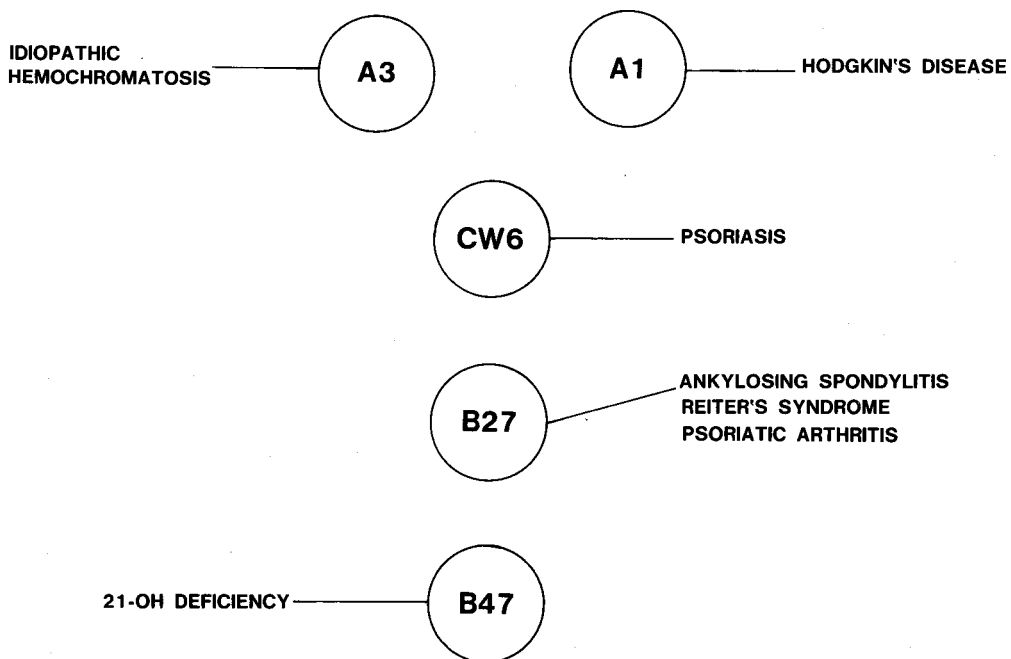 IDIOPATHIC
HEMOCHROMATOSIS
A3
A1
HODGKIN'S DISEASE
CW6
PSORIASIS
B27
ANKYLOSING SPONDYLITIS
REITER'S SYNDROME
PSORIATIC ARTHRITIS
21-OH DEFICIENCY
B47